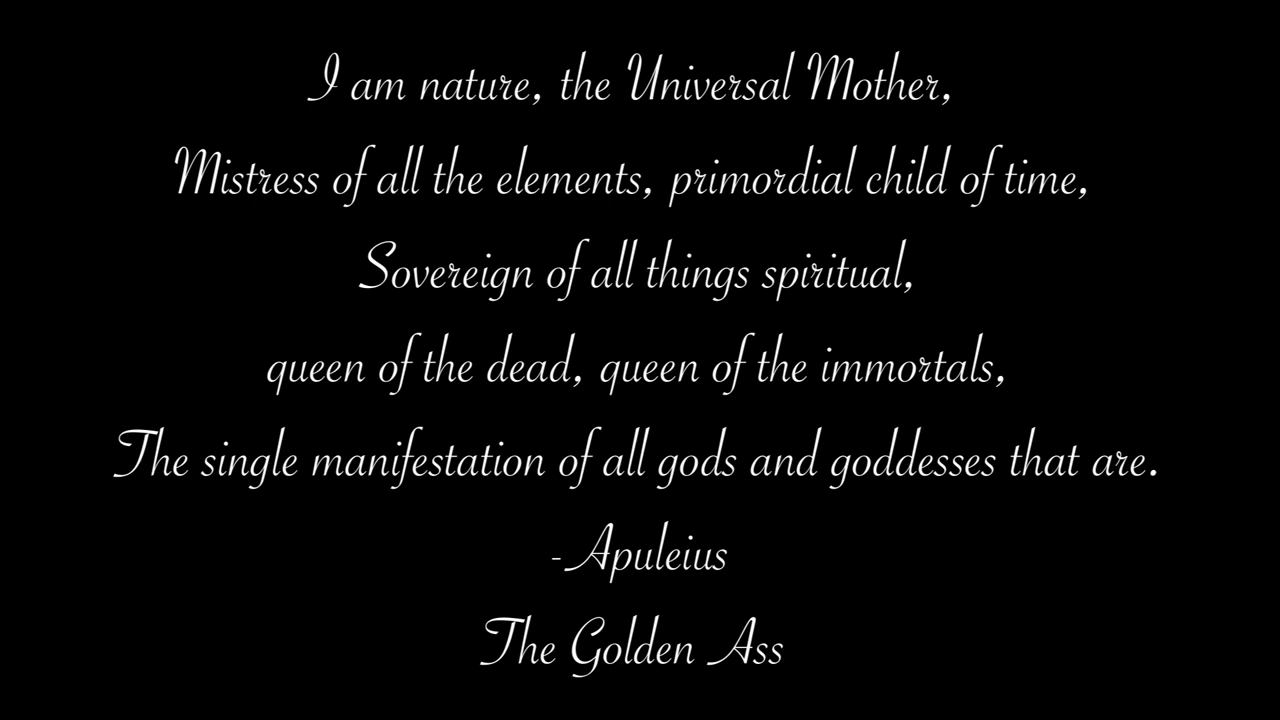 I am nature, the Universal Mother,
Mistress of all the elements, primordial child of time,
Sovereign of all things spiritual,
queen of the dead, queen of the immortals,
The single manifestation of all gods and goddesses that are.
-Apuleius
The Golden Ass